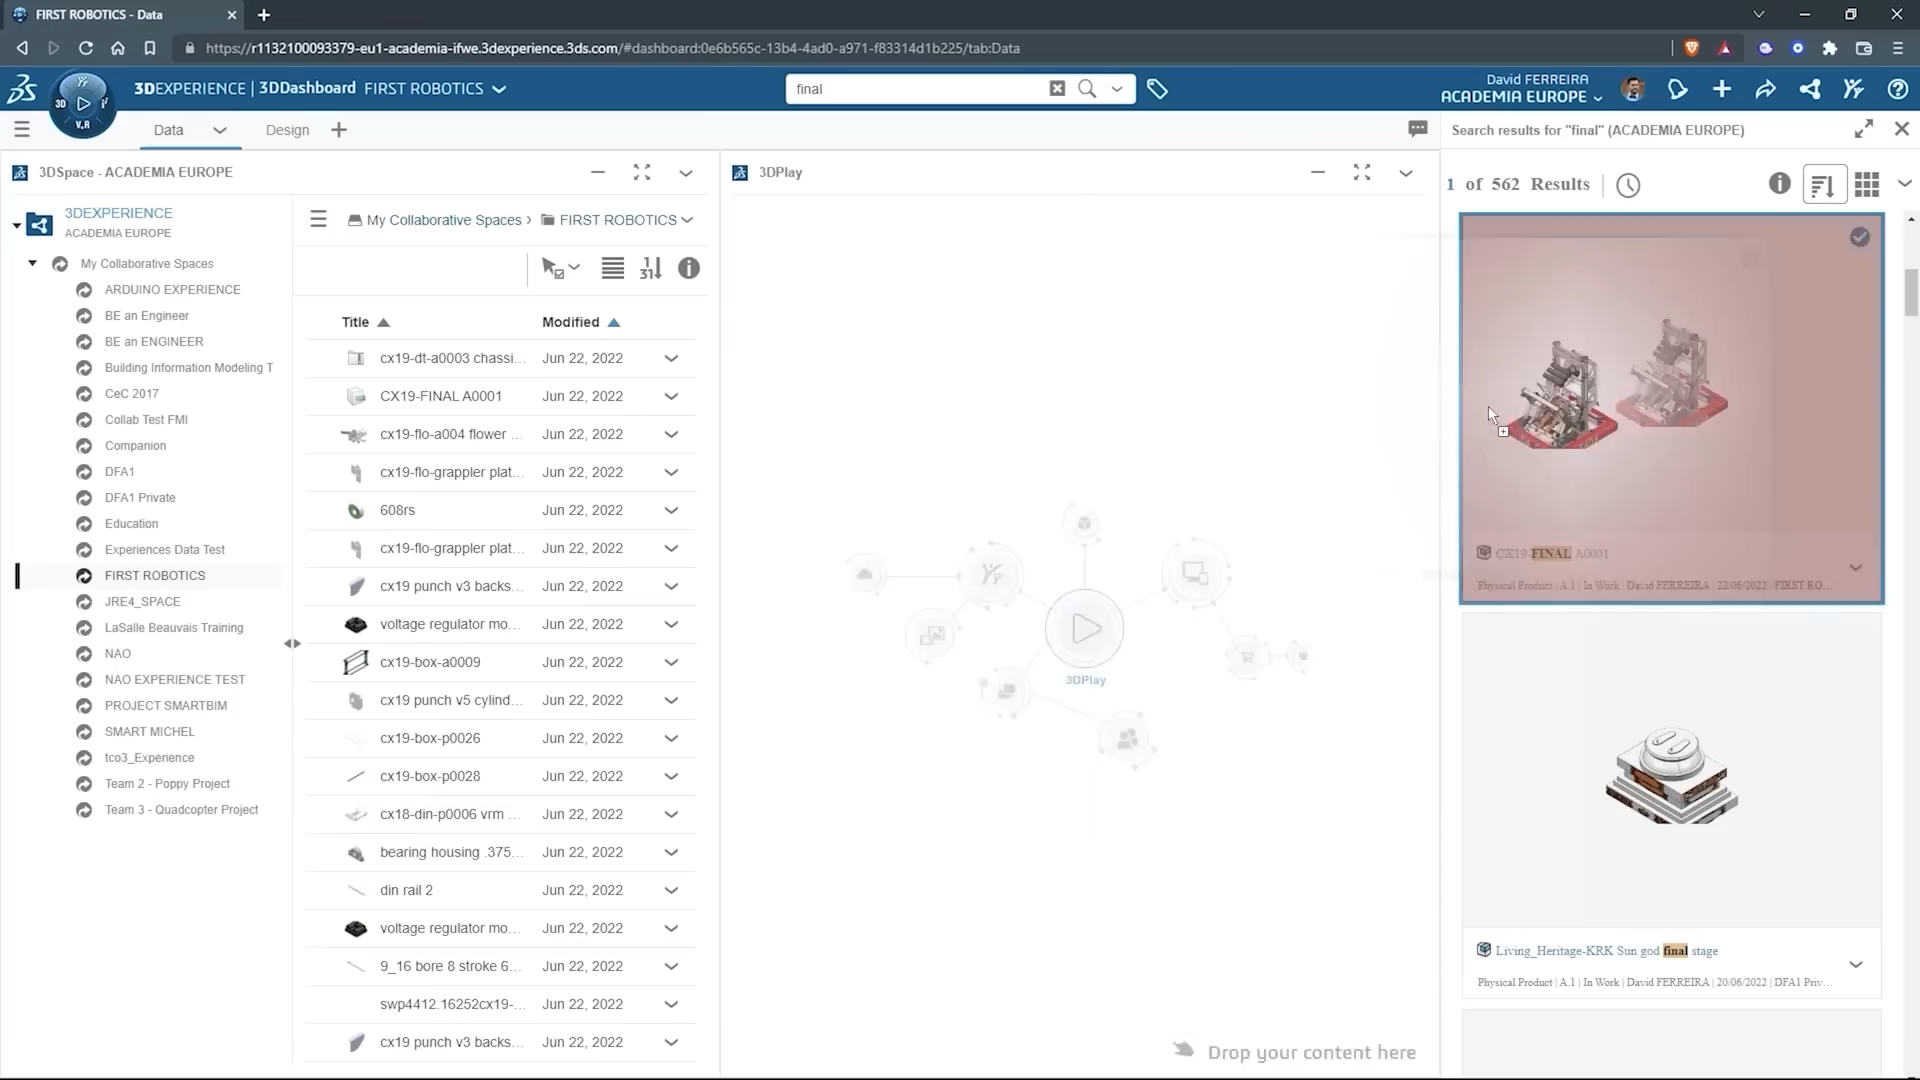 FIRST ROBOTICS - Data
https://r1132100093379-eu1-academia-ifwe.3dexperience.3ds.com/#dashboard:0e6b565c-13b4-4ad0-a971-f83314d1b225/tab:Data
3D
V.R
3DEXPERIENCE | 3DDashboard FIRST ROBOTICS
final
David FERREIRA
ACADEMIA EUROPE
Data
Design
Search results for "final" (ACADEMIA EUROPE)
3DSpace - ACADEMIA EUROPE
3DPlay
1 of 562 Results
3DEXPERIENCE
ACADEMIA EUROPE
My Collaborative Spaces
ARDUINO EXPERIENCE
BE an Engineer
BE an ENGINEER
Building Information Modeling T
CeC 2017
Collab Test FMI
Companion
DFA1
DFA1 Private
Education
Experiences Data Test
FIRST ROBOTICS
JRE4_SPACE
LaSalle Beauvais Training
NAO
NAO EXPERIENCE TEST
PROJECT SMARTBIM
SMART MICHEL
tco3_Experience
Team 2 - Poppy Project
Team 3 - Quadcopter Project
My Collaborative Spaces › FIRST ROBOTICS
Title Modified
cx19-dt-a0003 chassi... Jun 22, 2022
CX19-FINAL A0001 Jun 22, 2022
cx19-flo-a004 flower ... Jun 22, 2022
cx19-flo-grappler plat... Jun 22, 2022
608rs Jun 22, 2022
cx19-flo-grappler plat... Jun 22, 2022
cx19 punch v3 backs... Jun 22, 2022
voltage regulator mo... Jun 22, 2022
cx19-box-a0009 Jun 22, 2022
cx19 punch v5 cylind... Jun 22, 2022
cx19-box-p0026 Jun 22, 2022
cx19-box-p0028 Jun 22, 2022
cx18-din-p0006 vrm ... Jun 22, 2022
bearing housing .375... Jun 22, 2022
din rail 2 Jun 22, 2022
voltage regulator mo... Jun 22, 2022
9_16 bore 8 stroke 6... Jun 22, 2022
swp4412.16252cx19-... Jun 22, 2022
cx19 punch v3 backs... Jun 22, 2022
3DPlay
Drop your content here
CX19-FINAL A0001
Physical Product | A.1 | In Work | David FERREIRA | 22/06/2022 | FIRST RO...
Living_Heritage-KRK Sun god final stage
Physical Product | A.1 | In Work | David FERREIRA | 20/06/2022 | DFA1 Priv...